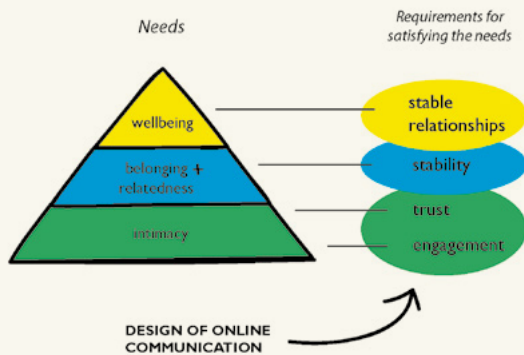 Needs
Requirements for
satisfying the needs
wellbeing
stable
relationships
belonging +
relatedness
stability
intimacy
trust
engagement
DESIGN OF ONLINE
COMMUNICATION